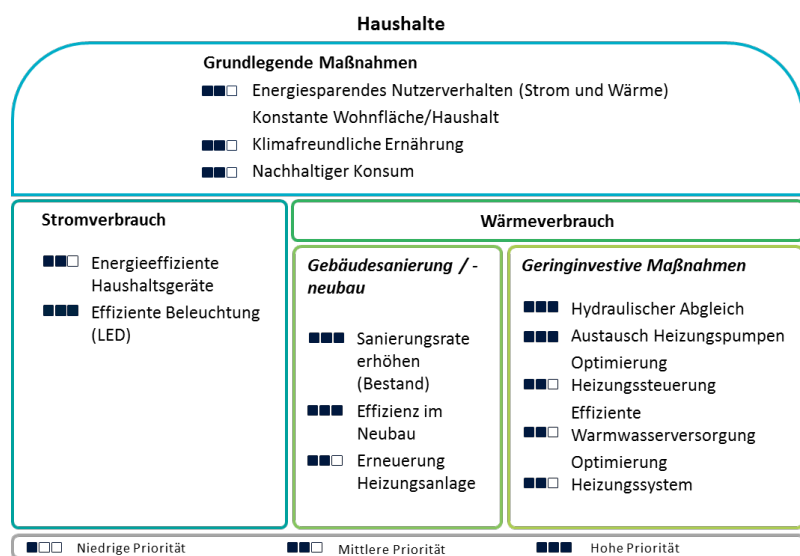 Haushalte
Grundlegende Maßnahmen
Energiesparendes Nutzerverhalten (Strom und Wärme)
Konstante Wohnfläche/Haushalt
Klimafreundliche Ernährung
Nachhaltiger Konsum
Stromverbrauch
Energieeffiziente
Haushaltsgeräte
Effiziente Beleuchtung
(LED)
Wärmeverbrauch
Gebäudesanierung / -
neubau
Sanierungsrate
erhöhen
(Bestand)
Effizienz im
Neubau
Erneuerung
Heizungsanlage
Geringinvestive Maßnahmen
Hydraulischer Abgleich
Austausch Heizungspumpen
Optimierung
Heizungssteuerung
Effiziente
Warmwasserversorgung
Optimierung
Heizungssystem
Niedrige Priorität
Mittlere Priorität
Hohe Priorität